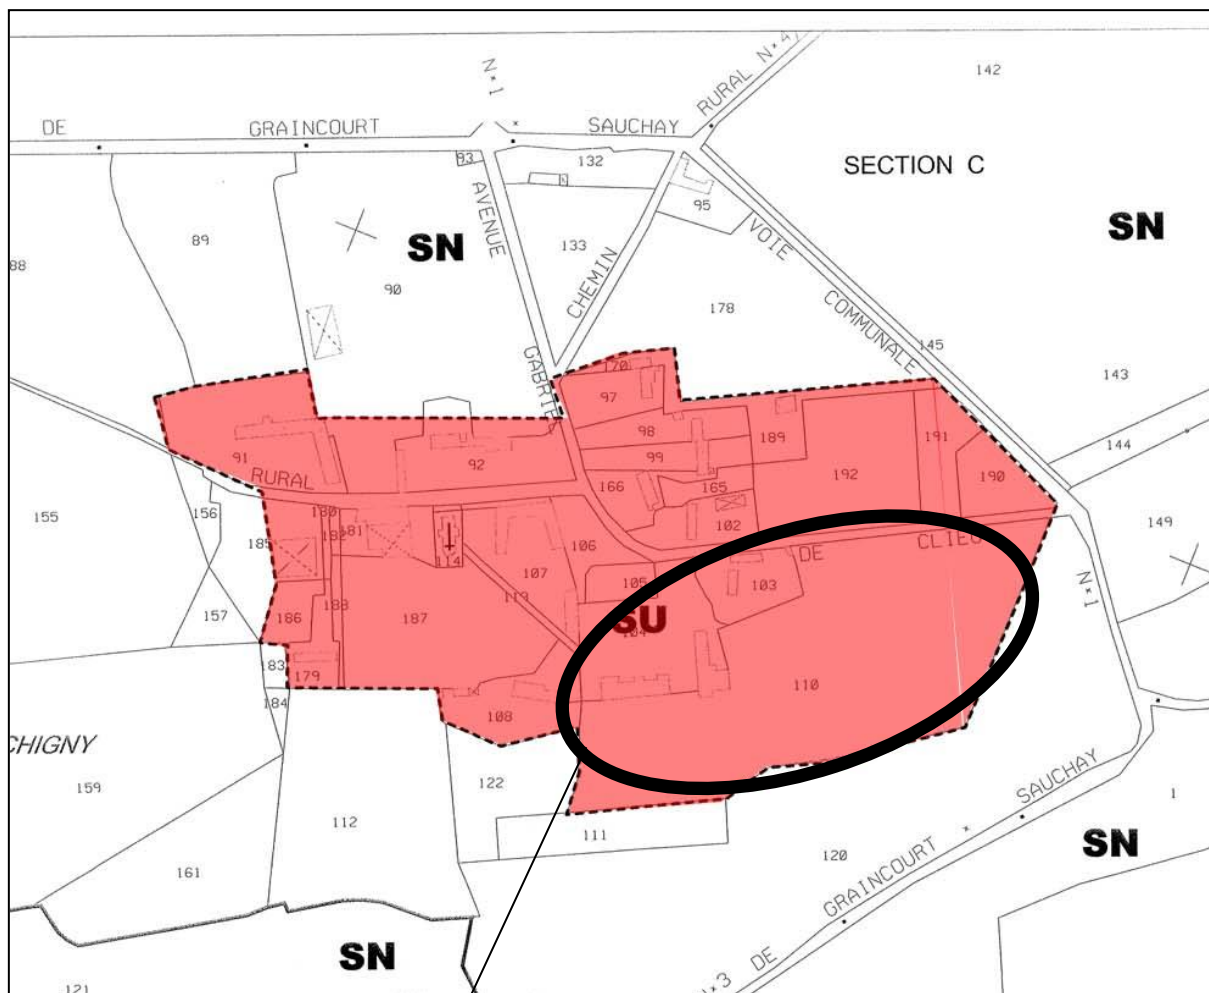 142
N×1
RURAL N×4
DE
GRAINCOURT
SAUCHAY
93
132
SECTION C
AVENUE
95
SN
89
SN
133
VOIE
88
CHEMIN
90
178
COMMUNALE
145
GABRIE
170
143
97
98
189
191
144
91
92
99
RURAL
166
165
192
190
155
156
180
182
181
102
149
185
106
CLIEU
114
107
105
DE
103
N×1
119
157
186
188
187
SU
104
183
179
110
184
108
CHIGNY
159
122
SAUCHAY
1
112
111
120
SN
161
GRAINCOURT
SN
DE
N×3
121